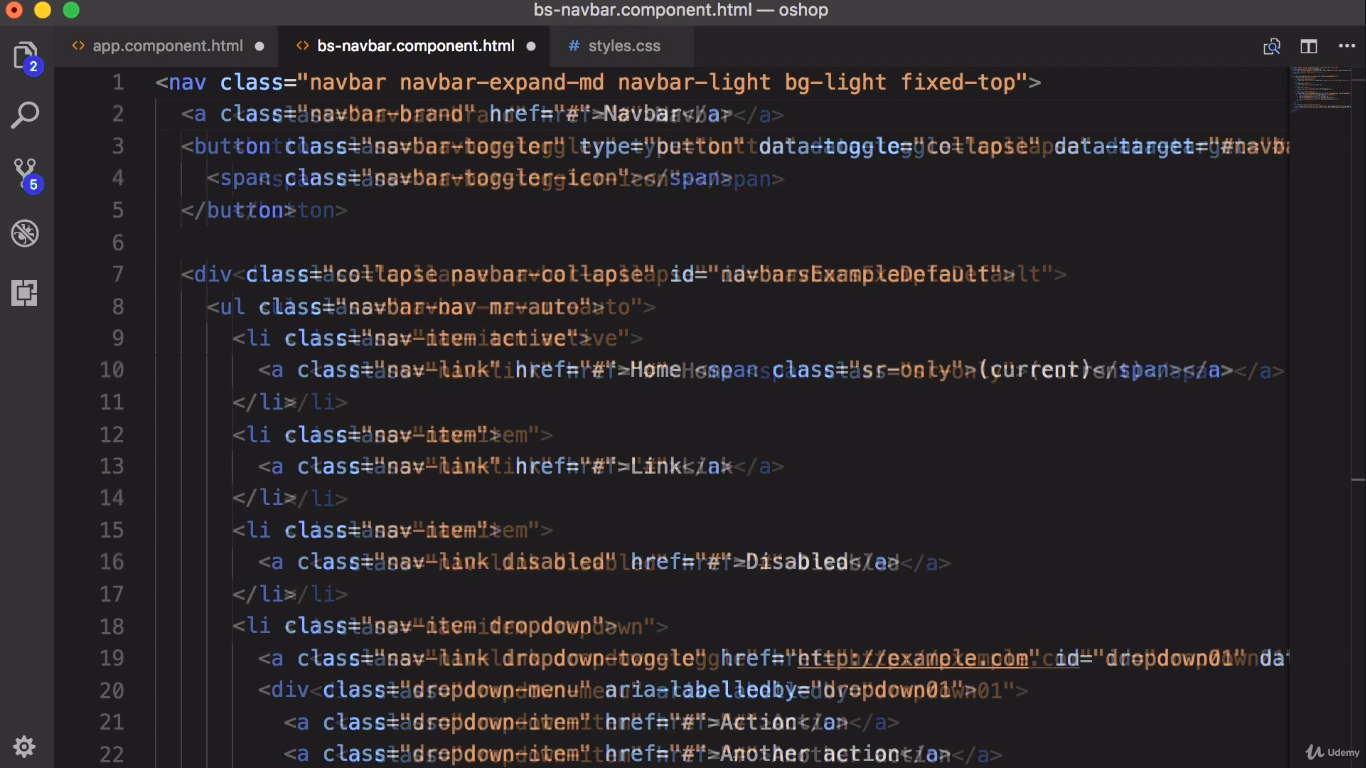 bs-navbar.component.html — oshop
app.component.html
bs-navbar.component.html
# styles.css
2
5
1 <nav class="navbar navbar-expand-md navbar-light bg-light fixed-top">
2 <a class="navbar-brand" href="#">Navbar</a>
3 <button class="navbar-toggler" type="button" data-toggle="collapse" data-target="#navba
4 <span class="navbar-toggler-icon"></span>
5 </button>
6
7 <div class="collapse navbar-collapse" id="navbarsExampleDefault">
8 <ul class="navbar-nav mr-auto">
9 <li class="nav-item active">
10 <a class="nav-link" href="#">Home <span class="sr-only">(current)</span></a>
11 </li>
12 <li class="nav-item">
13 <a class="nav-link" href="#">Link</a>
14 </li>
15 <li class="nav-item">
16 <a class="nav-link disabled" href="#">Disabled</a>
17 </li>
18 <li class="nav-item dropdown">
19 <a class="nav-link dropdown-toggle" href="http://example.com" id="dropdown01" da
20 <div class="dropdown-menu" aria-labelledby="dropdown01">
21 <a class="dropdown-item" href="#">Action</a>
22 <a class="dropdown-item" href="#">Another action</a>
Udemy